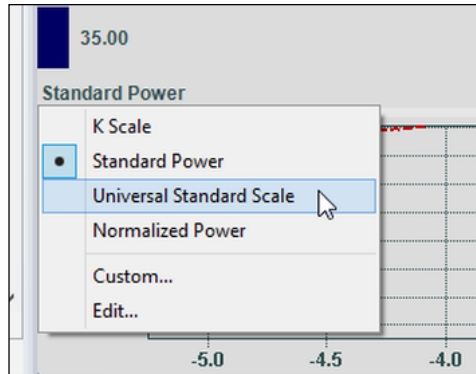 35.00
Standard Power
K Scale
Standard Power
Universal Standard Scale
Normalized Power
Custom...
Edit...
-5.0 -4.5 -4.0